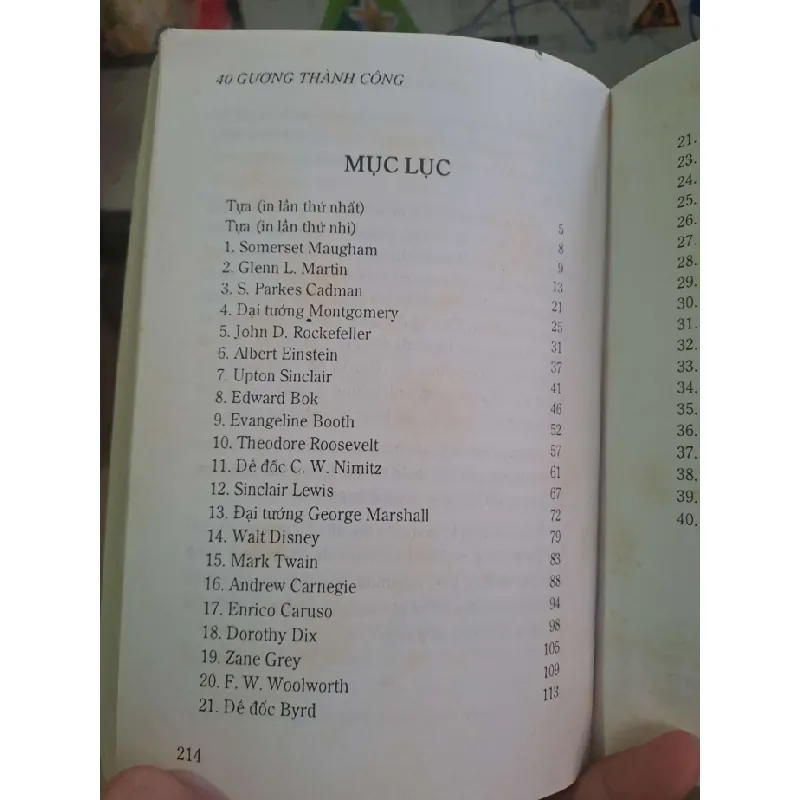 40 GƯƠNG THÀNH CÔNG
MỤC LỤC
Tựa (in lần thứ nhất) 5
Tựa (in lần thứ nhì) 8
1. Somerset Maugham 9
2. Glenn L. Martin 13
3. S. Parkes Cadman 21
4. Đại tướng Montgomery 25
5. John D. Rockefeller 31
6. Albert Einstein 37
7. Upton Sinclair 41
8. Edward Bok 46
9. Evangeline Booth 52
10. Theodore Roosevelt 57
11. Đề đốc C. W. Nimitz 61
12. Sinclair Lewis 67
13. Đại tướng George Marshall 72
14. Walt Disney 79
15. Mark Twain 83
16. Andrew Carnegie 88
17. Enrico Caruso 94
18. Dorothy Dix 98
19. Zane Grey 105
20. F. W. Woolworth 109
21. Đề đốc Byrd 113
214
21.
23.
24.
25.
26.
27.
28.
29.
30.
31.
32.
33.
34.
35.
36.
37.
38.
39.
40.